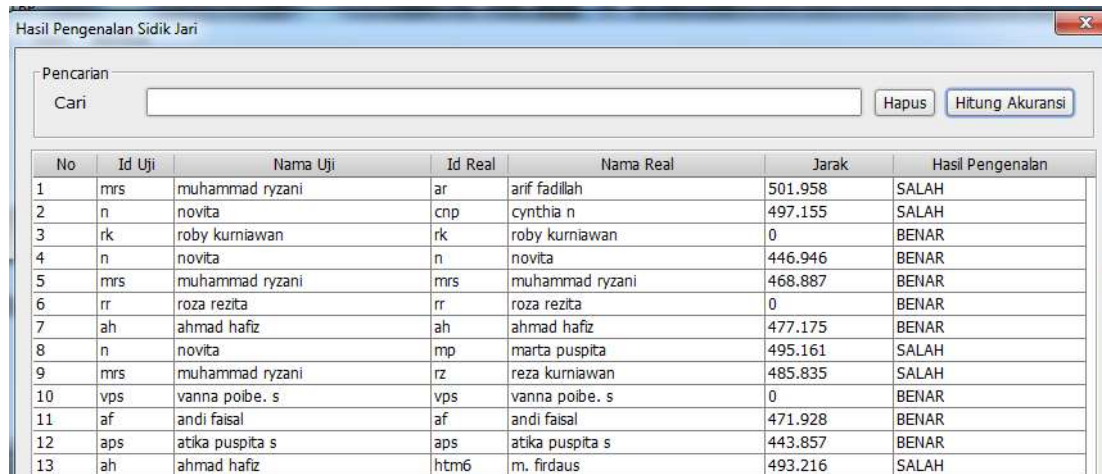 Hasil Pengenalan Sidik Jari
Pencarian
Cari Hapus Hitung Akuransi
No Id Uji Nama Uji Id Real Nama Real Jarak Hasil Pengenalan
1 mrs muhammad ryzani ar arif fadillah 501.958 SALAH
2 n novita cnp cynthia n 497.155 SALAH
3 rk roby kurniawan rk roby kurniawan 0 BENAR
4 n novita n novita 446.946 BENAR
5 mrs muhammad ryzani mrs muhammad ryzani 468.887 BENAR
6 rr roza rezita rr roza rezita 0 BENAR
7 ah ahmad hafiz ah ahmad hafiz 477.175 BENAR
8 n novita mp marta puspita 495.161 SALAH
9 mrs muhammad ryzani rz reza kurniawan 485.835 SALAH
10 vps vanna poibe. s vps vanna poibe. s 0 BENAR
11 af andi faisal af andi faisal 471.928 BENAR
12 aps atika puspita s aps atika puspita s 443.857 BENAR
13 ah ahmad hafiz htm6 m. firdaus 493.216 SALAH